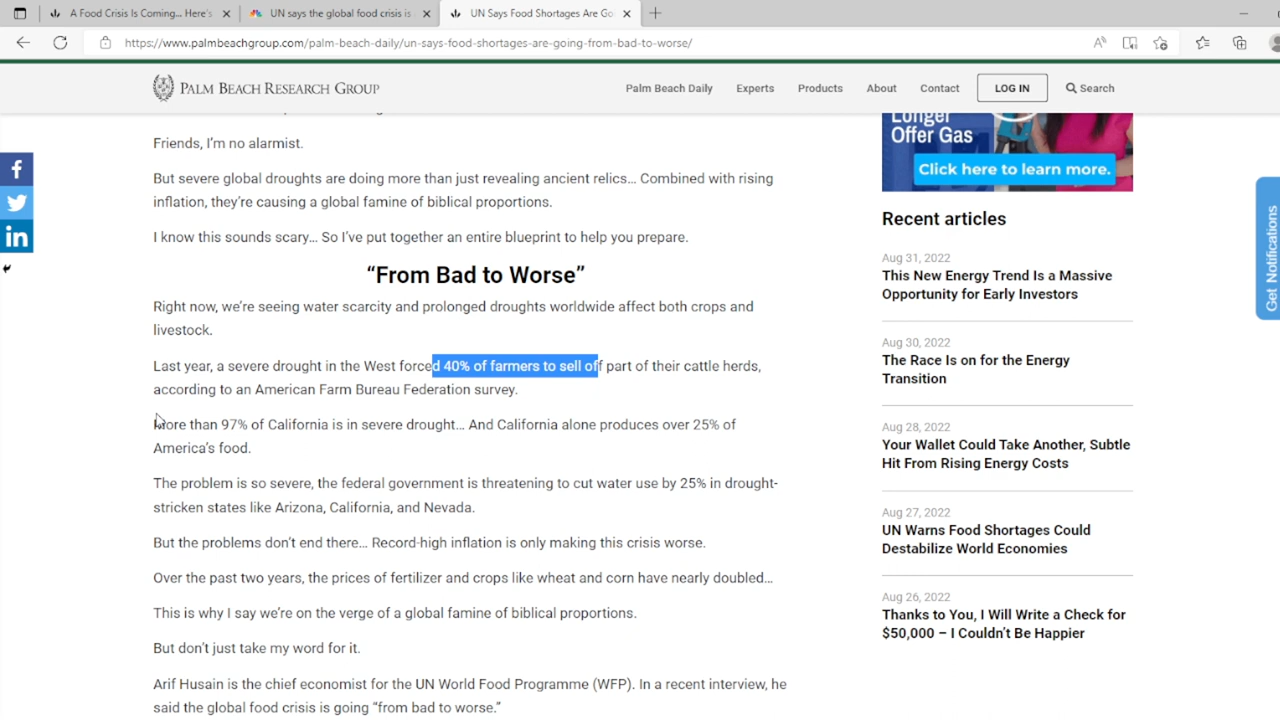 A Food Crisis Is Coming... Here's
UN says the global food crisis is
UN Says Food Shortages Are Go
https://www.palmbeachgroup.com/palm-beach-daily/un-says-food-shortages-are-going-from-bad-to-worse/
PALM BEACH RESEARCH GROUP
Palm Beach Daily
Experts
Products
About
Contact
LOG IN
Search
Friends, I'm no alarmist.
But severe global droughts are doing more than just revealing ancient relics... Combined with rising
inflation, they're causing a global famine of biblical proportions.
I know this sounds scary... So I've put together an entire blueprint to help you prepare.
"From Bad to Worse"
Right now, we're seeing water scarcity and prolonged droughts worldwide affect both crops and
livestock.
Last year, a severe drought in the West forced 40% of farmers to sell off part of their cattle herds,
according to an American Farm Bureau Federation survey.
More than 97% of California is in severe drought... And California alone produces over 25% of
America's food.
The problem is so severe, the federal government is threatening to cut water use by 25% in drought-
stricken states like Arizona, California, and Nevada.
But the problems don't end there... Record-high inflation is only making this crisis worse.
Over the past two years, the prices of fertilizer and crops like wheat and corn have nearly doubled...
This is why I say we're on the verge of a global famine of biblical proportions.
But don't just take my word for it.
Arif Husain is the chief economist for the UN World Food Programme (WFP). In a recent interview, he
said the global food crisis is going "from bad to worse."
Longer
Offer Gas
Click here to learn more.
Recent articles
Aug 31, 2022
This New Energy Trend Is a Massive
Opportunity for Early Investors
Aug 30, 2022
The Race Is on for the Energy
Transition
Aug 28, 2022
Your Wallet Could Take Another, Subtle
Hit From Rising Energy Costs
Aug 27, 2022
UN Warns Food Shortages Could
Destabilize World Economies
Aug 26, 2022
Thanks to You, I Will Write a Check for
$50,000 – I Couldn't Be Happier
Get Notifications